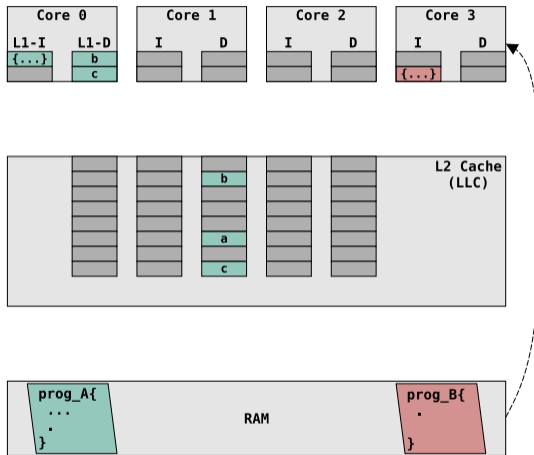 Core 0 Core 1 Core 2 Core 3
L1-I L1-D I D I D I D
{...} b
c {...}
L2 Cache
(LLC)
b
a
c
prog_A{ prog_B{
... .
. RAM
} }